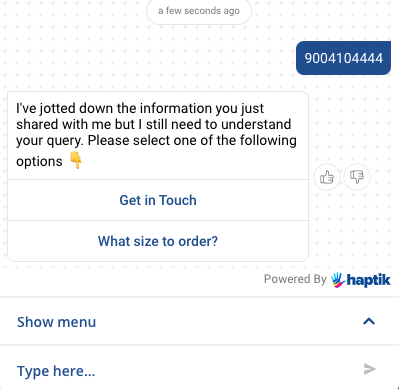 a few seconds ago
9004104444
I've jotted down the information you just
shared with me but I still need to understand
your query. Please select one of the following
options 👇
Get in Touch
What size to order?
Powered By haptik
Show menu
Type here...